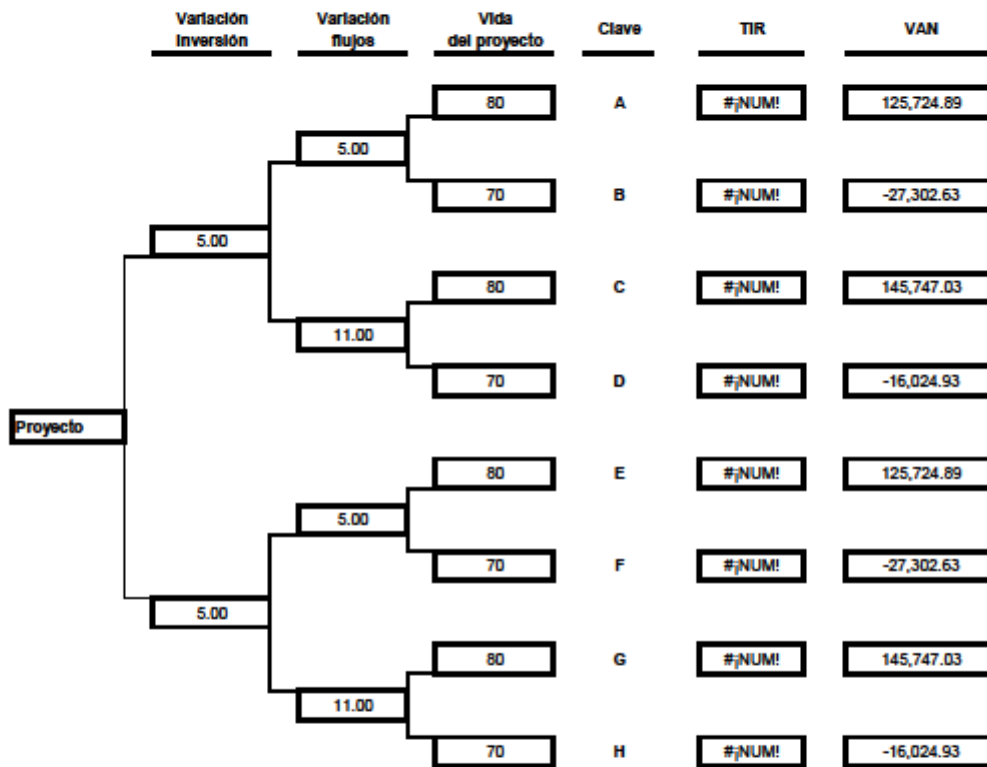 Variación inversión Variación flujos Vida del proyecto Clave TIR VAN
80 A #¡NUM! 125,724.89
5.00
70 B #¡NUM! -27,302.63
5.00
80 C #¡NUM! 145,747.03
11.00
70 D #¡NUM! -16,024.93
Proyecto
80 E #¡NUM! 125,724.89
5.00
70 F #¡NUM! -27,302.63
5.00
80 G #¡NUM! 145,747.03
11.00
70 H #¡NUM! -16,024.93